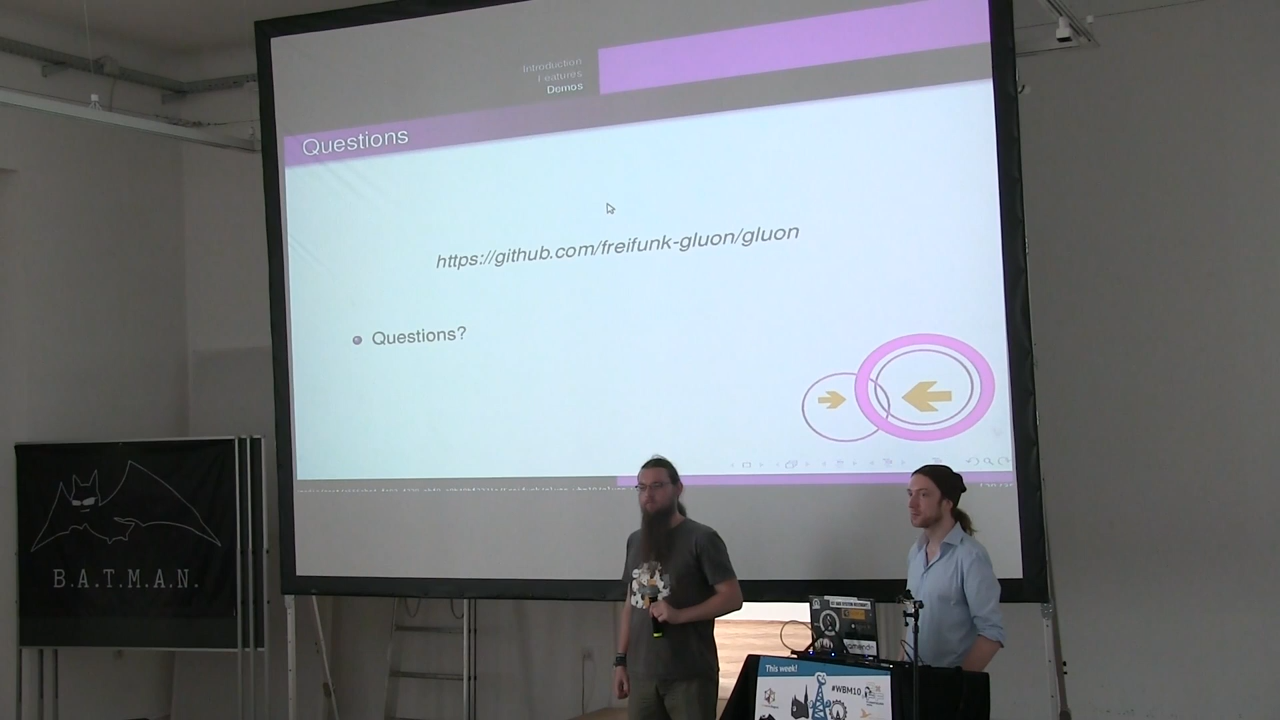 Introduction
Features
Demos
Questions
https://github.com/freifunk-gluon/gluon
Questions?
B.A.T.M.A.N.
This week!
#WBM10